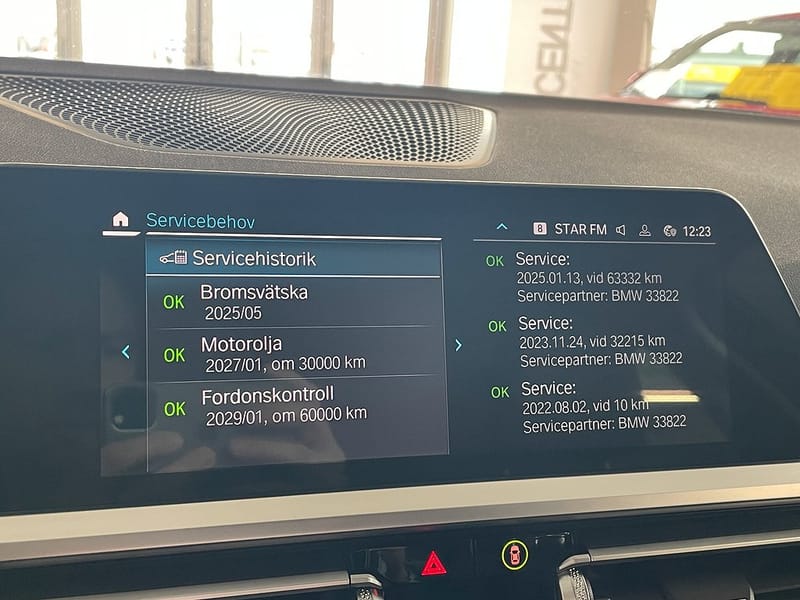 CENT
Servicebehov
8 STAR FM 12:23
Servicehistorik
OK Bromsvätska
2025/05
OK Motorolja
2027/01, om 30000 km
OK Fordonskontroll
2029/01, om 60000 km
OK Service:
2025.01.13, vid 63332 km
Servicepartner: BMW 33822
OK Service:
2023.11.24, vid 32215 km
Servicepartner: BMW 33822
OK Service:
2022.08.02, vid 10 km
Servicepartner: BMW 33822